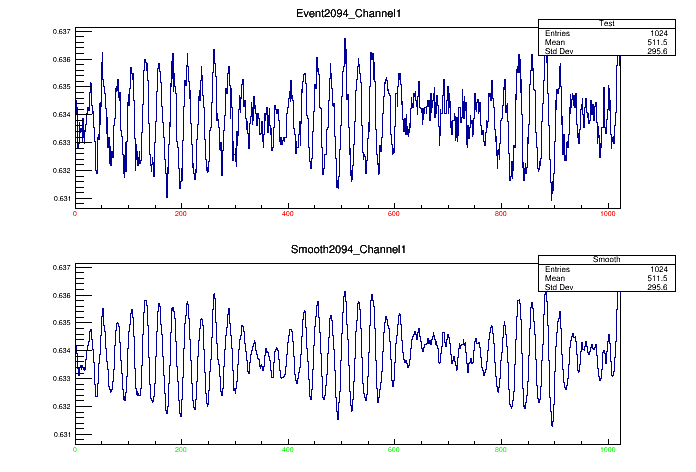 Event2094_Channel1
Test
Entries 1024
Mean 511.5
Std Dev 295.6
0.637
0.636
0.635
0.634
0.633
0.632
0.631
0 200 400 600 800 1000
Smooth2094_Channel1
Smooth
Entries 1024
Mean 511.5
Std Dev 295.6
0.637
0.636
0.635
0.634
0.633
0.632
0.631
0 200 400 600 800 1000